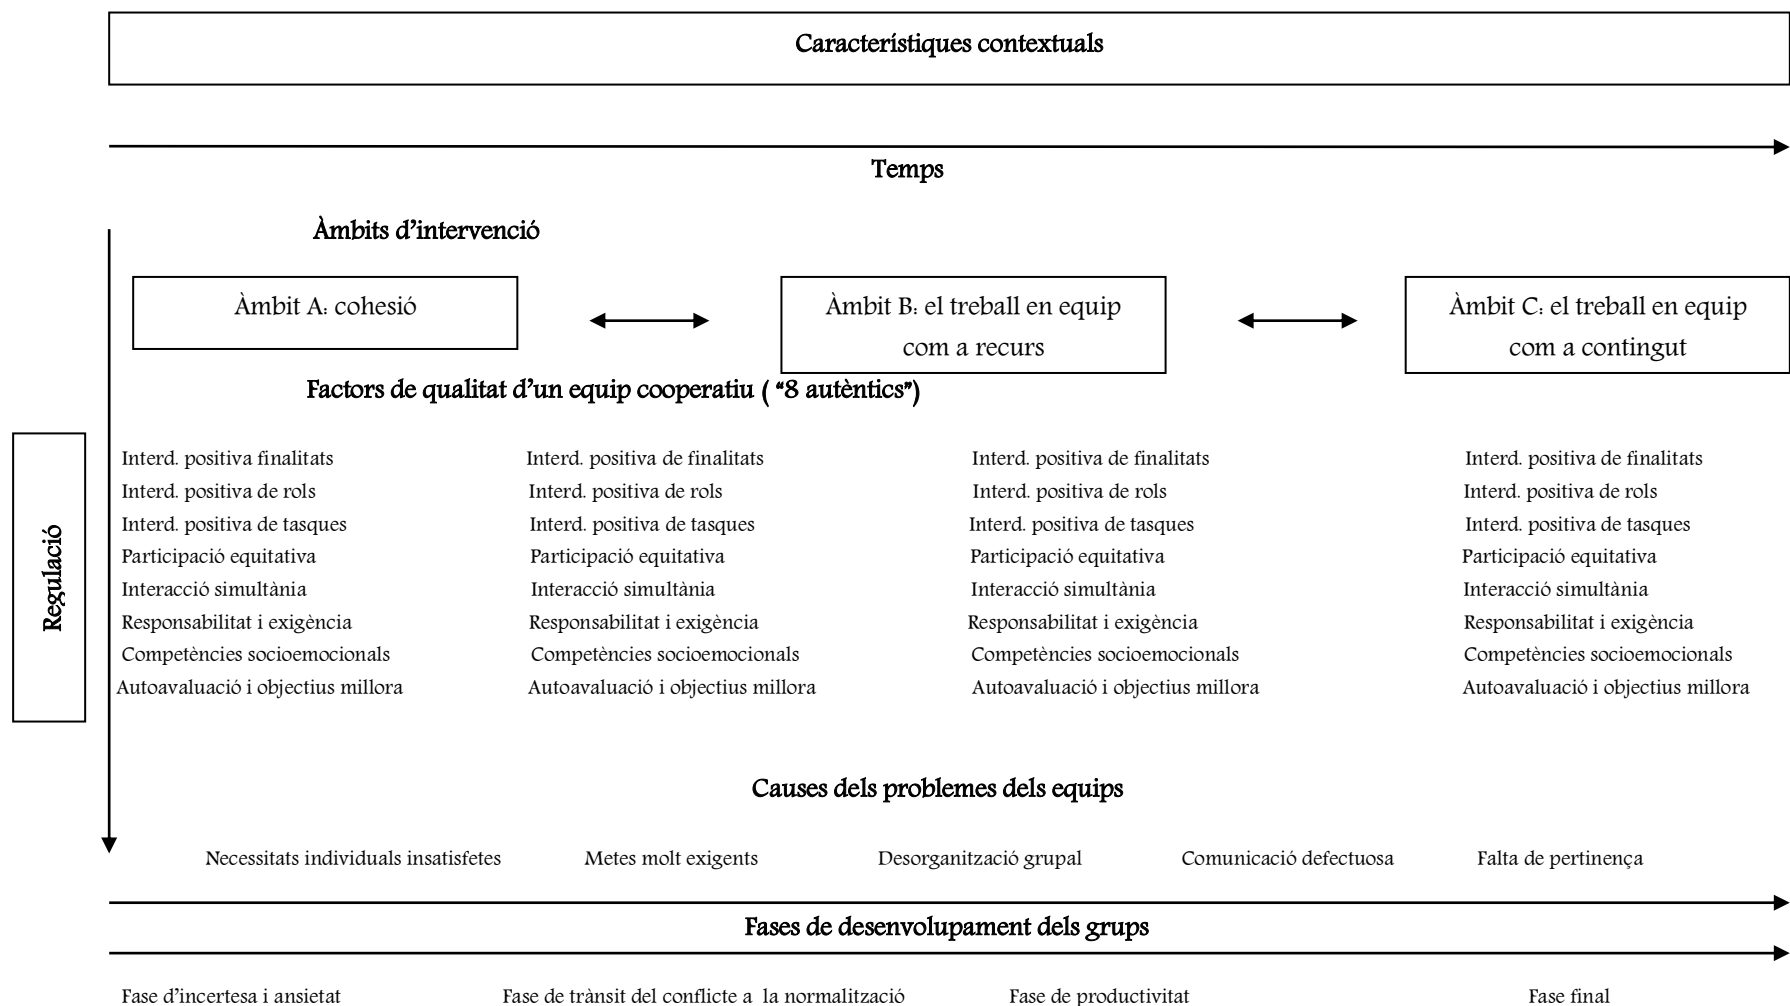 Característiques contextuals
Temps
Àmbits d'intervenció
Àmbit A: cohesió
Àmbit B: el treball en equip
com a recurs
Àmbit C: el treball en equip
com a contingut
Factors de qualitat d'un equip cooperatiu ( “8 autèntics”)
Regulació
Interd. positiva finalitats
Interd. positiva de rols
Interd. positiva de tasques
Participació equitativa
Interacció simultània
Responsabilitat i exigència
Competències socioemocionals
Autoavaluació i objectius millora
Interd. positiva de finalitats
Interd. positiva de rols
Interd. positiva de tasques
Participació equitativa
Interacció simultània
Responsabilitat i exigència
Competències socioemocionals
Autoavaluació i objectius millora
Interd. positiva de finalitats
Interd. positiva de rols
Interd. positiva de tasques
Participació equitativa
Interacció simultània
Responsabilitat i exigència
Competències socioemocionals
Autoavaluació i objectius millora
Interd. positiva de finalitats
Interd. positiva de rols
Interd. positiva de tasques
Participació equitativa
Interacció simultània
Responsabilitat i exigència
Competències socioemocionals
Autoavaluació i objectius millora
Causes dels problemes dels equips
Necessitats individuals insatisfetes
Metes molt exigents
Desorganització grupal
Comunicació defectuosa
Falta de pertinença
Fases de desenvolupament dels grups
Fase d'incertesa i ansietat
Fase de trànsit del conflicte a la normalització
Fase de productivitat
Fase final